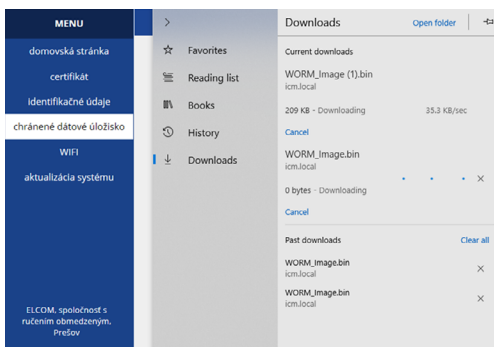 MENU
domovská stránka
certifikát
identifikačné údaje
chránené dátové úložisko
WIFI
aktualizácia systému
ELCOM, spoločnosť s
ručením obmedzeným,
Prešov
Favorites
Reading list
Books
History
Downloads
Downloads
Open folder
Current downloads
WORM_Image (1).bin
icm.local
209 KB - Downloading
35.3 KB/sec
Cancel
WORM_Image.bin
icm.local
0 bytes - Downloading
Cancel
Past downloads
Clear all
WORM_Image.bin
icm.local
WORM_Image.bin
icm.local